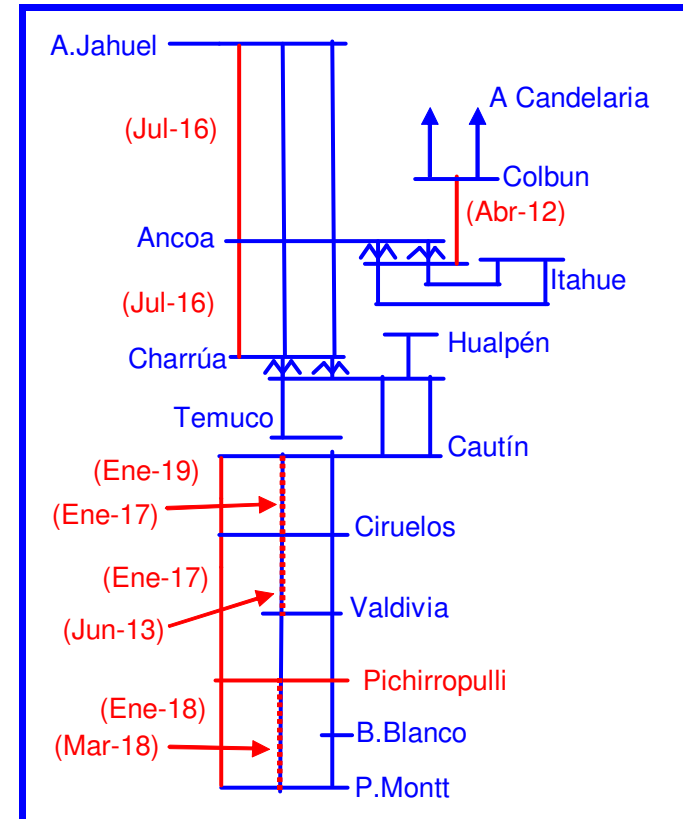 A.Jahuel
A Candelaria
(Jul-16)
Colbun
(Abr-12)
Ancoa
Itahue
(Jul-16)
Hualpén
Charrúa
Temuco
Cautín
(Ene-19)
(Ene-17)
Ciruelos
(Ene-17)
Valdivia
(Jun-13)
Pichirropulli
(Ene-18)
B.Blanco
(Mar-18)
P.Montt